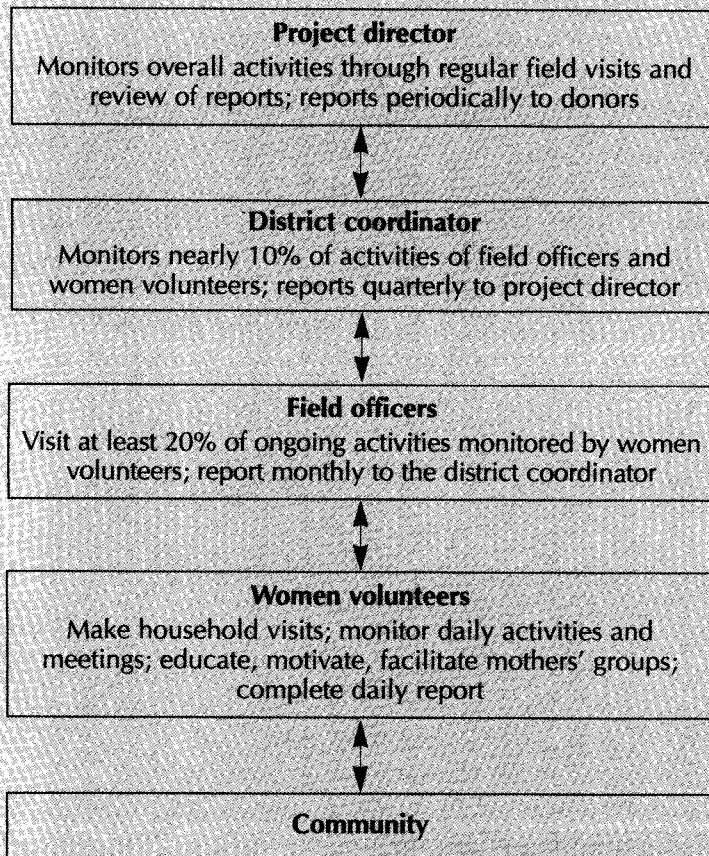 Project director
Monitors overall activities through regular field visits and
review of reports; reports periodically to donors
District coordinator
Monitors nearly 10% of activities of field officers and
women volunteers; reports quarterly to project director
Field officers
Visit at least 20% of ongoing activities monitored by women
volunteers; report monthly to the district coordinator
Women volunteers
Make household visits; monitor daily activities and
meetings; educate, motivate, facilitate mothers’ groups;
complete daily report
Community